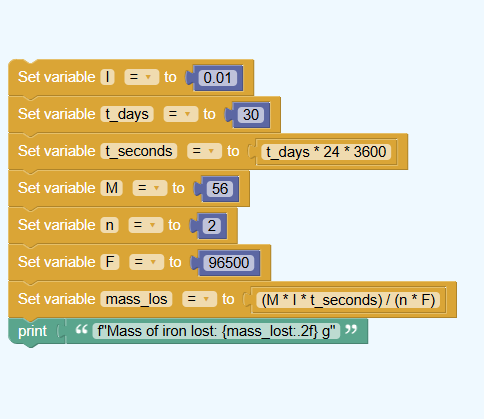 Set variable I = to 0.01
Set variable t_days = to 30
Set variable t_seconds = to t_days * 24 * 3600
Set variable M = to 56
Set variable n = to 2
Set variable F = to 96500
Set variable mass_los = to (M * I * t_seconds) / (n * F)
print “ f"Mass of iron lost: {mass_lost:.2f} g" ”